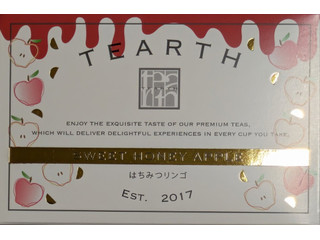 TEARTH
ENJOY THE EXQUISITE TASTE OF OUR PREMIUM TEAS,
WHICH WILL DELIVER DELIGHTFUL EXPERIENCES IN EVERY CUP YOU TAKE.
SWEET HONEY APPLE
はちみつリンゴ
EST. 2017